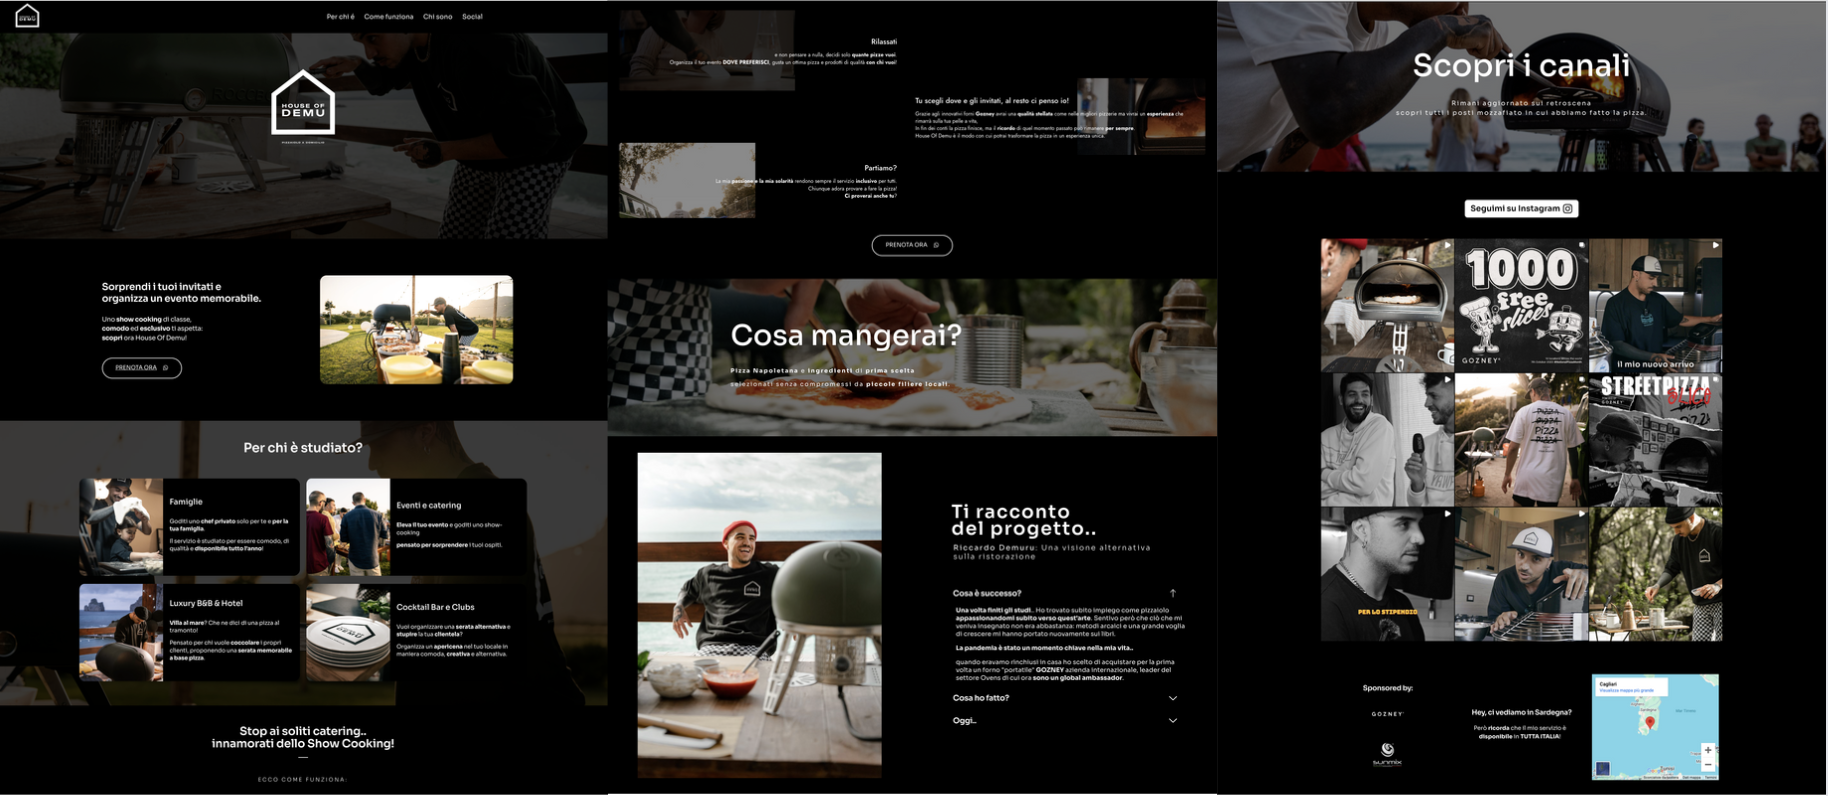 HOUSE OF
DEMU
Per chi è
Come funziona
Chi sono
Social
HOUSE OF
DEMU
PIZZAIOLO A DOMICILIO
Sorprendi i tuoi invitati e
organizza un evento memorabile.
Uno show cooking di classe,
comodo ed esclusivo ti aspetta:
scopri ora House Of Demu!
PRENOTA ORA
Per chi è studiato?
Famiglie
Goditi uno chef privato solo per te e per la
tua famiglia.
Il servizio è studiato per essere comodo, di
qualità e disponibile tutto l'anno!
Eventi e catering
Eleva il tuo evento e goditi uno show-
cooking
pensato per sorprendere i tuoi ospiti.
Luxury B&B & Hotel
Villa al mare? Che ne dici di una pizza al
tramonto!
Pensato per chi vuole coccolare i propri
clienti, proponendo una serata memorabile
a base pizza.
Cocktail Bar e Clubs
Vuoi organizzare una serata alternativa e
stupire la tua clientela?
Organizza un apericena nel tuo locale in
maniera comoda, creativa e alternativa.
Stop ai soliti catering..
innamorati dello Show Cooking!
ECCO COME FUNZIONA:
Rilassati
e non pensare a nulla, decidi solo quante pizze vuoi.
Organizza il tuo evento DOVE PREFERISCI, gusta un ottima pizza e prodotti di qualità con chi vuoi!
Tu scegli dove e gli invitati, al resto ci penso io!
Grazie agli innovativi forni Gozney avrai una qualità stellata come nelle migliori pizzerie ma vivrai un esperienza che
rimarrà sulla tua pelle a vita.
In fin dei conti la pizza finisce, ma il ricordo di quel momento passato può rimanere per sempre.
House Of Demu è il modo con cui potrai trasformare la pizza in un esperienza unica.
Partiamo?
La mia passione e la mia solarità rendono sempre il servizio inclusivo per tutti.
Chiunque adora provare a fare la pizza!
Ci proverai anche tu?
PRENOTA ORA
Cosa mangerai?
Pizza Napoletana e ingredienti di prima scelta
selezionati senza compromessi da piccole filiere locali.
Ti racconto
del progetto..
Riccardo Demuru: Una visione alternativa
sulla ristorazione
Cosa è successo?
Una volta finiti gli studi.. Ho trovato subito impiego come pizzaiolo
appassionandomi subito verso quest'arte. Sentivo però che ciò che mi
veniva insegnato non era abbastanza: metodi arcaici e una grande voglia
di crescere mi hanno portato nuovamente sui libri.
La pandemia è stato un momento chiave nella mia vita..
quando eravamo rinchiusi in casa ho scelto di acquistare per la prima
volta un forno "portatile" GOZNEY azienda internazionale, leader del
settore Ovens di cui ora sono un global ambassador.
Cosa ho fatto?
Oggi..
Scopri i canali
Rimani aggiornato sui retroscena
scopri tutti i posti mozzafiato in cui abbiamo fatto la pizza.
Seguimi su Instagram
1000
free
slices
GOZNEY
il mio nuovo arrivo
PIZZA
PIZZA
PIZZA
PIZZA
STREETPIZZA
GOZNEY
PER LO STIPENDIO
Sponsored by:
GOZNEY
sunmix
Hey, ci vediamo in Sardegna?
Però ricorda che il mio servizio è
disponibile in TUTTA ITALIA!
Cagliari
Visualizza mappa più grande
Sardegna